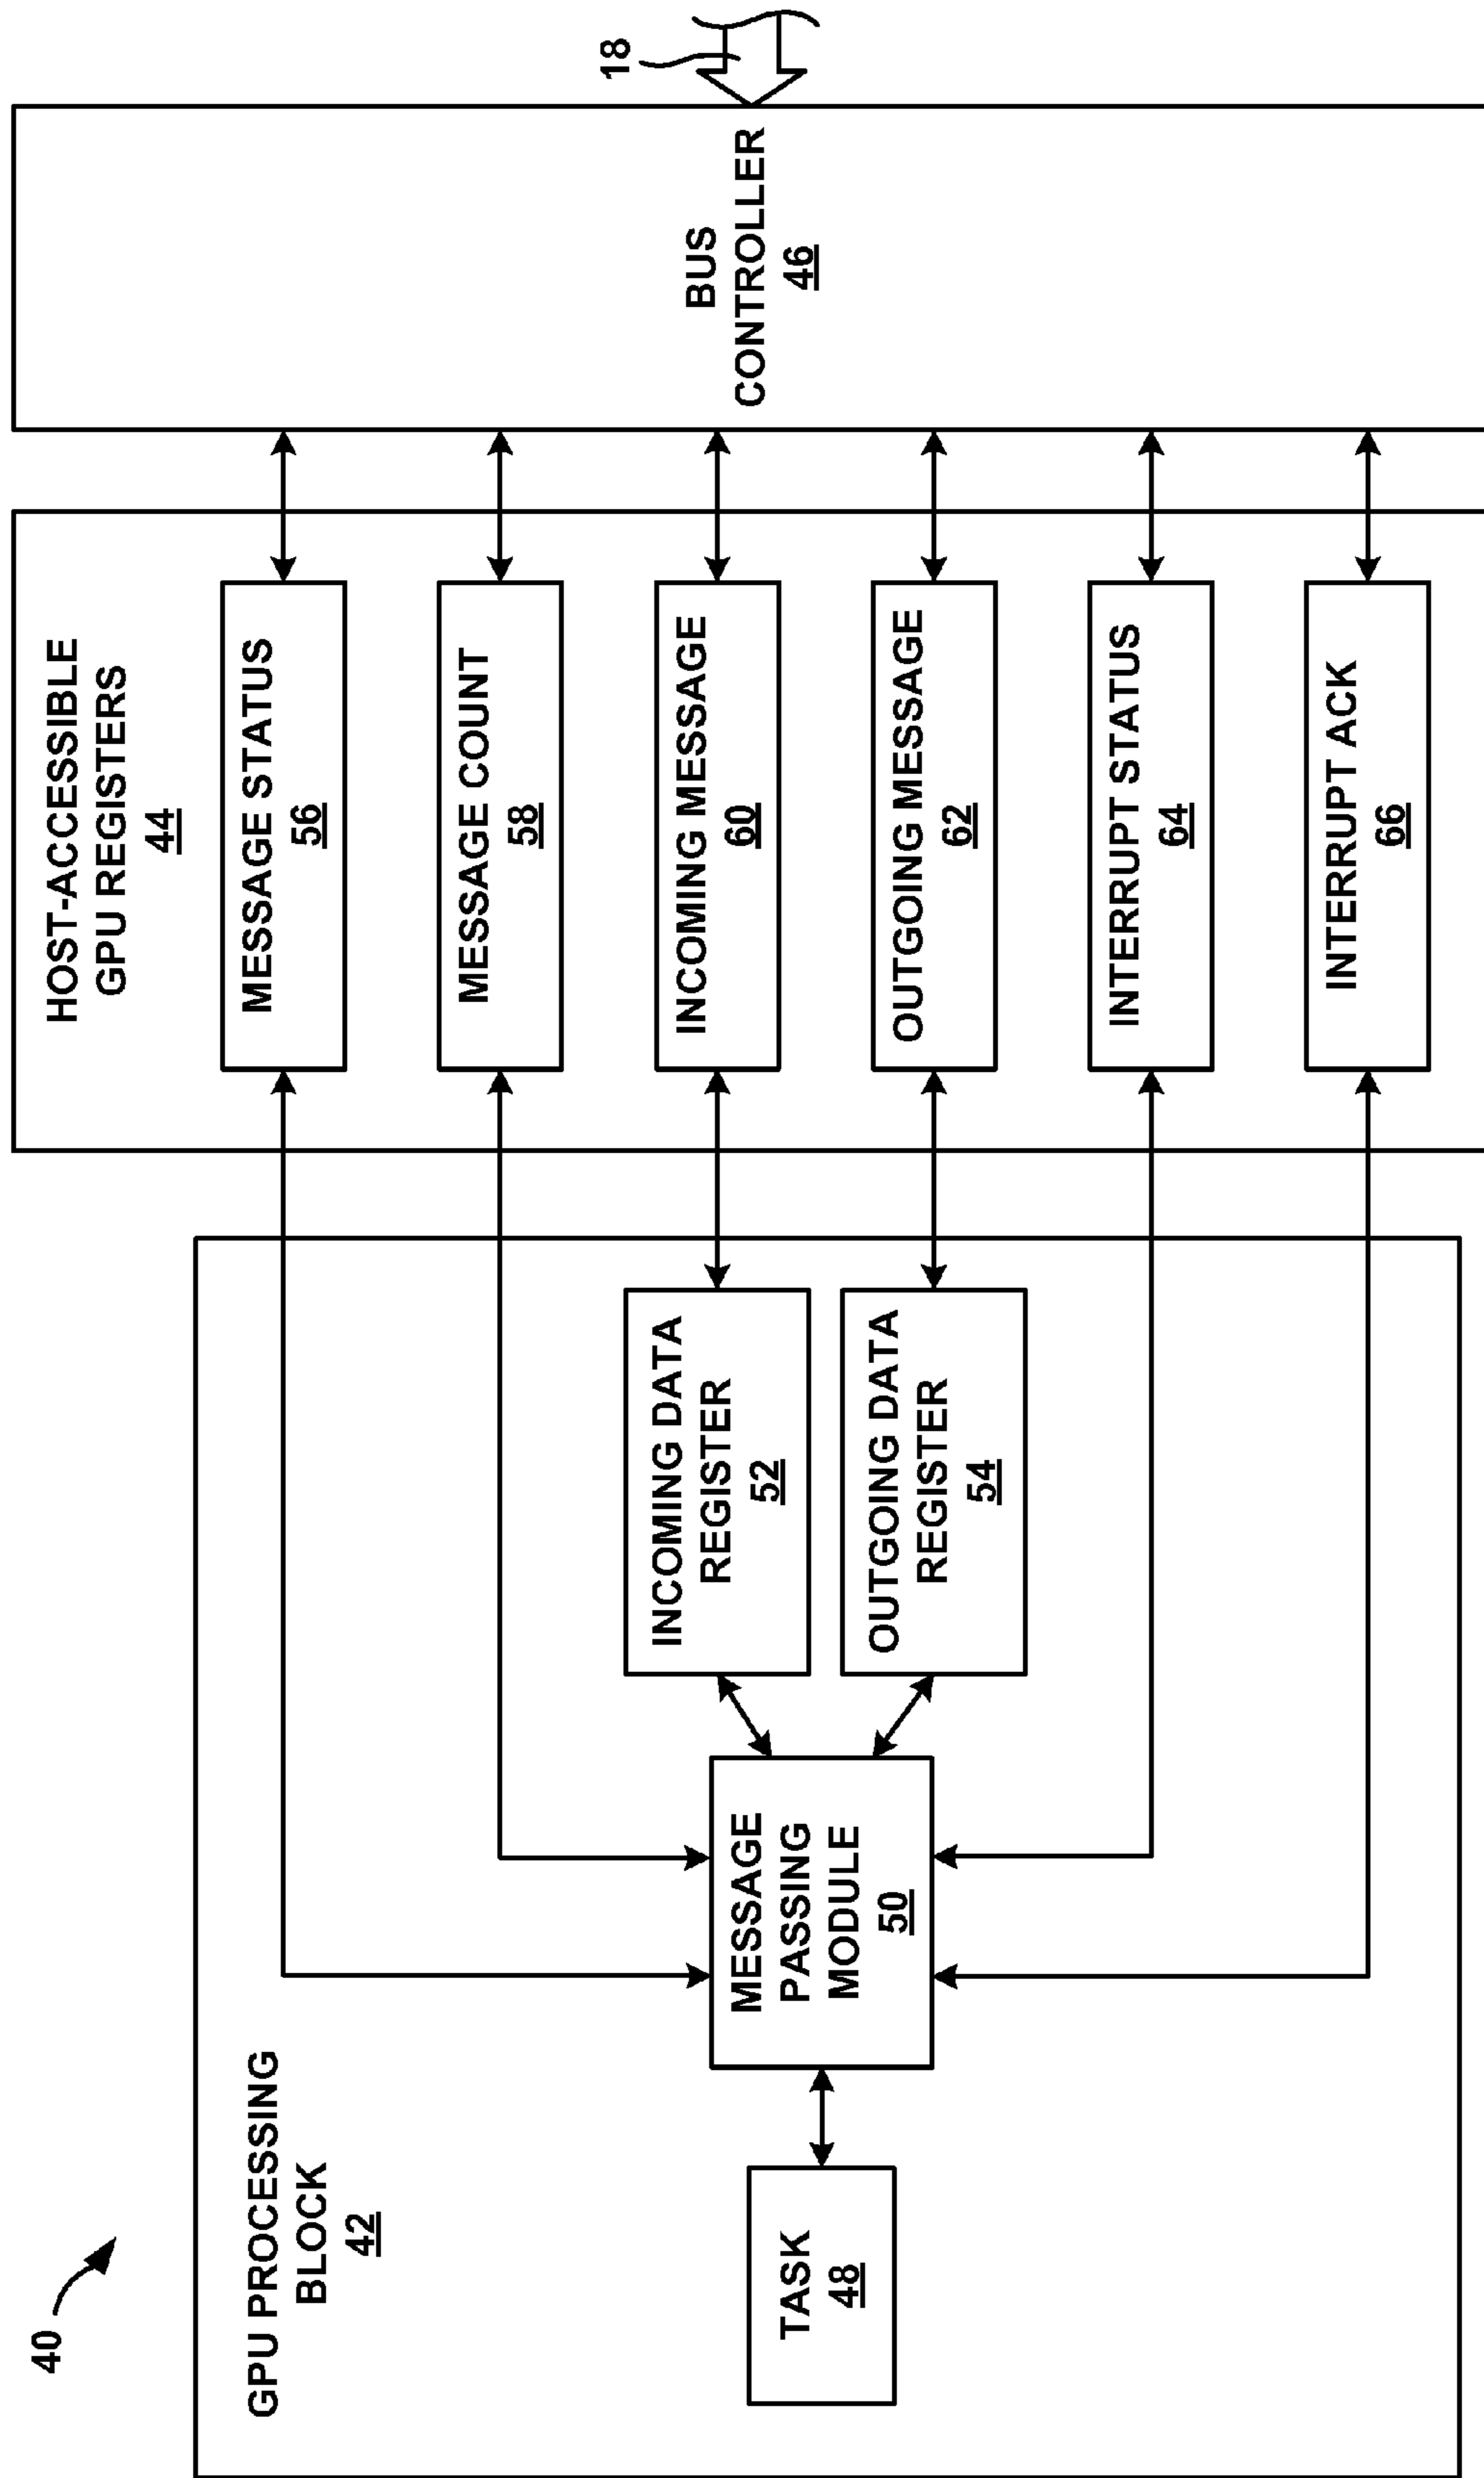 40
GPU PROCESSING
BLOCK
42
TASK
48
MESSAGE
PASSING
MODULE
50
INCOMING DATA
REGISTER
52
OUTGOING DATA
REGISTER
54
HOST-ACCESSIBLE
GPU REGISTERS
44
MESSAGE STATUS
56
MESSAGE COUNT
58
INCOMING MESSAGE
60
OUTGOING MESSAGE
62
INTERRUPT STATUS
64
INTERRUPT ACK
66
BUS
CONTROLLER
46
18